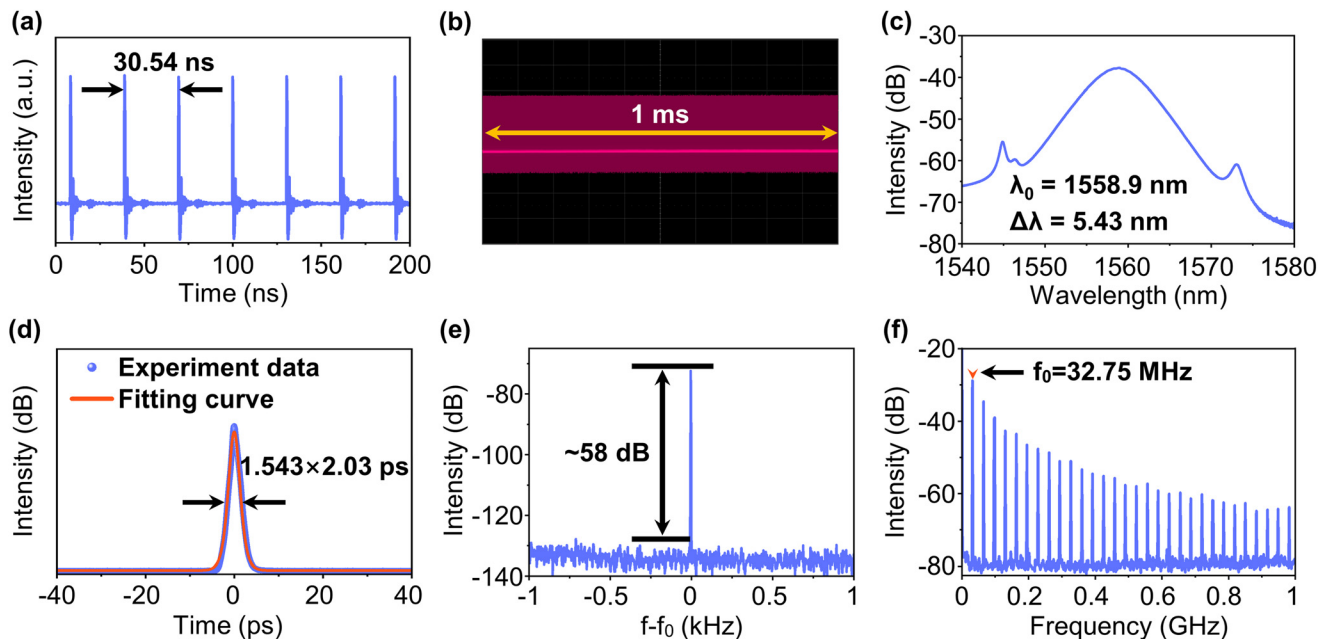 (a)
30.54 ns
Intensity (a.u.)
0
50
100
150
200
Time (ns)
(b)
1 ms
(c)
-30
-40
-50
-60
-70
-80
Intensity (dB)
λ₀ = 1558.9 nm
Δλ = 5.43 nm
1540
1550
1560
1570
1580
Wavelength (nm)
(d)
Experiment data
Fitting curve
1.543×2.03 ps
Intensity (dB)
-40
-20
0
20
40
Time (ps)
(e)
-80
-100
-120
-140
Intensity (dB)
~58 dB
-1
-0.5
0
0.5
1
f-f₀ (kHz)
(f)
-20
-40
-60
-80
Intensity (dB)
f₀=32.75 MHz
0
0.2
0.4
0.6
0.8
1
Frequency (GHz)